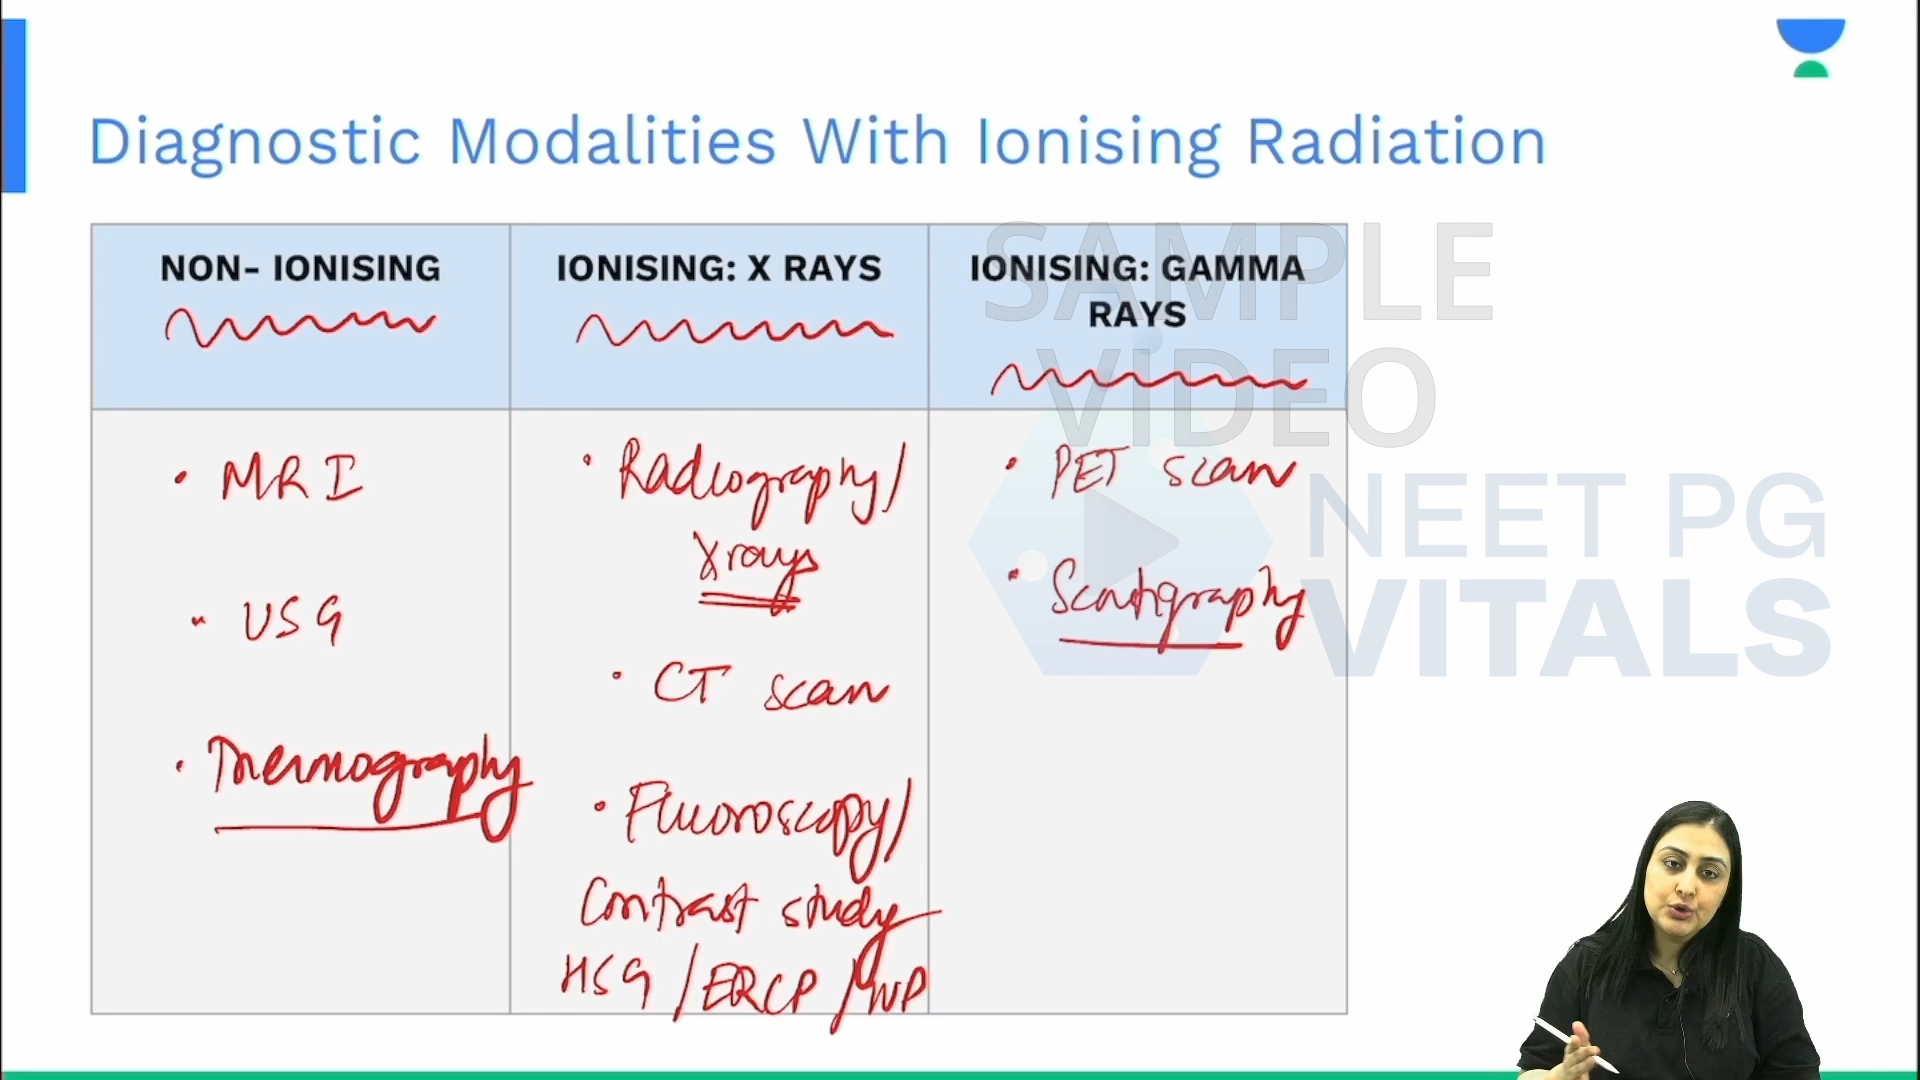 Diagnostic Modalities With Ionising Radiation
NON- IONISING
IONISING: X RAYS
IONISING: GAMMA
RAYS
• MRI
• USG
• Thermography
• Radiography/
Xrays
• CT scan
• Fluoroscopy/
Contrast study
HSG/ERCP/IVP
• PET scan
• Scintigraphy
SAMPLE
VIDEO
NEET PG
VITALS